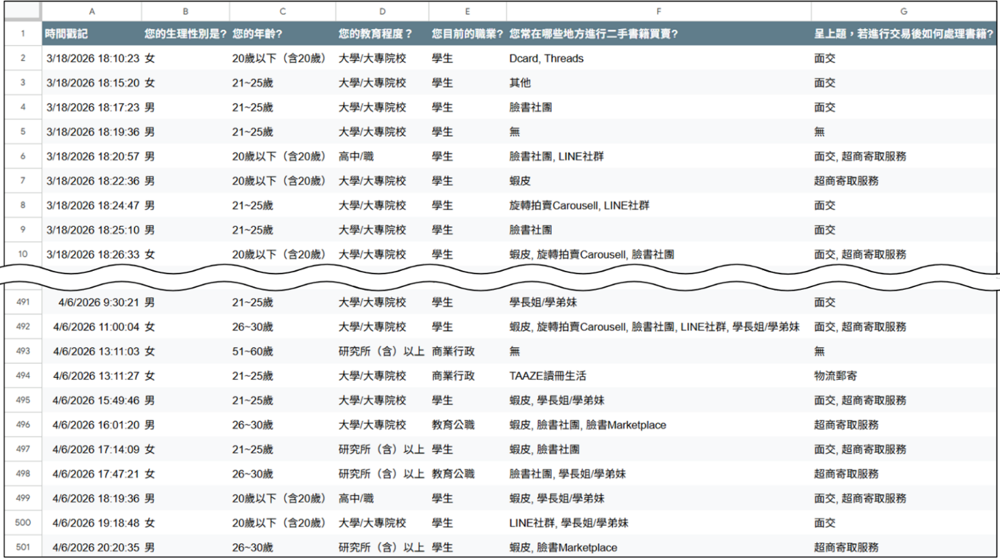 A B C D E F G
1 時間戳記 您的生理性別是? 您的年齡? 您的教育程度？ 您目前的職業? 您常在哪些地方進行二手書籍買賣? 呈上題，若進行交易後如何處理書籍?
2 3/18/2026 18:10:23 女 20歲以下（含20歲） 大學/大專院校 學生 Dcard, Threads 面交
3 3/18/2026 18:15:20 女 21~25歲 大學/大專院校 學生 其他 面交
4 3/18/2026 18:17:23 男 21~25歲 大學/大專院校 學生 臉書社團 面交
5 3/18/2026 18:19:36 男 21~25歲 大學/大專院校 學生 無 無
6 3/18/2026 18:20:57 男 20歲以下（含20歲） 高中/職 學生 臉書社團, LINE社群 面交, 超商寄取服務
7 3/18/2026 18:22:36 男 20歲以下（含20歲） 大學/大專院校 學生 蝦皮 超商寄取服務
8 3/18/2026 18:24:47 男 21~25歲 大學/大專院校 學生 旋轉拍賣Carousell, LINE社群 面交
9 3/18/2026 18:25:10 男 21~25歲 大學/大專院校 學生 臉書社團 面交
10 3/18/2026 18:26:33 女 20歲以下（含20歲） 大學/大專院校 學生 蝦皮, 旋轉拍賣Carousell, 臉書社團 面交, 超商寄取服務
491 4/6/2026 9:30:21 男 21~25歲 大學/大專院校 學生 學長姐/學弟妹 面交
492 4/6/2026 11:00:04 女 26~30歲 大學/大專院校 學生 蝦皮, 旋轉拍賣Carousell, 臉書社團, LINE社群, 學長姐/學弟妹 面交, 超商寄取服務
493 4/6/2026 13:11:03 女 51~60歲 研究所（含）以上 商業行政 無 無
494 4/6/2026 13:11:27 女 21~25歲 大學/大專院校 商業行政 TAAZE讀冊生活 物流郵寄
495 4/6/2026 15:49:46 男 21~25歲 大學/大專院校 學生 蝦皮, 學長姐/學弟妹 面交, 超商寄取服務
496 4/6/2026 16:01:20 男 26~30歲 大學/大專院校 教育公職 蝦皮, 臉書社團, 臉書Marketplace 超商寄取服務
497 4/6/2026 17:14:09 女 21~25歲 研究所（含）以上 學生 蝦皮, 臉書社團 面交, 超商寄取服務
498 4/6/2026 17:47:21 女 26~30歲 研究所（含）以上 教育公職 臉書社團, 學長姐/學弟妹 超商寄取服務
499 4/6/2026 18:19:36 男 20歲以下（含20歲） 高中/職 學生 蝦皮, 學長姐/學弟妹 面交, 超商寄取服務
500 4/6/2026 19:18:48 女 20歲以下（含20歲） 大學/大專院校 學生 LINE社群, 學長姐/學弟妹 面交
501 4/6/2026 20:20:35 男 26~30歲 研究所（含）以上 學生 蝦皮, 臉書Marketplace 超商寄取服務